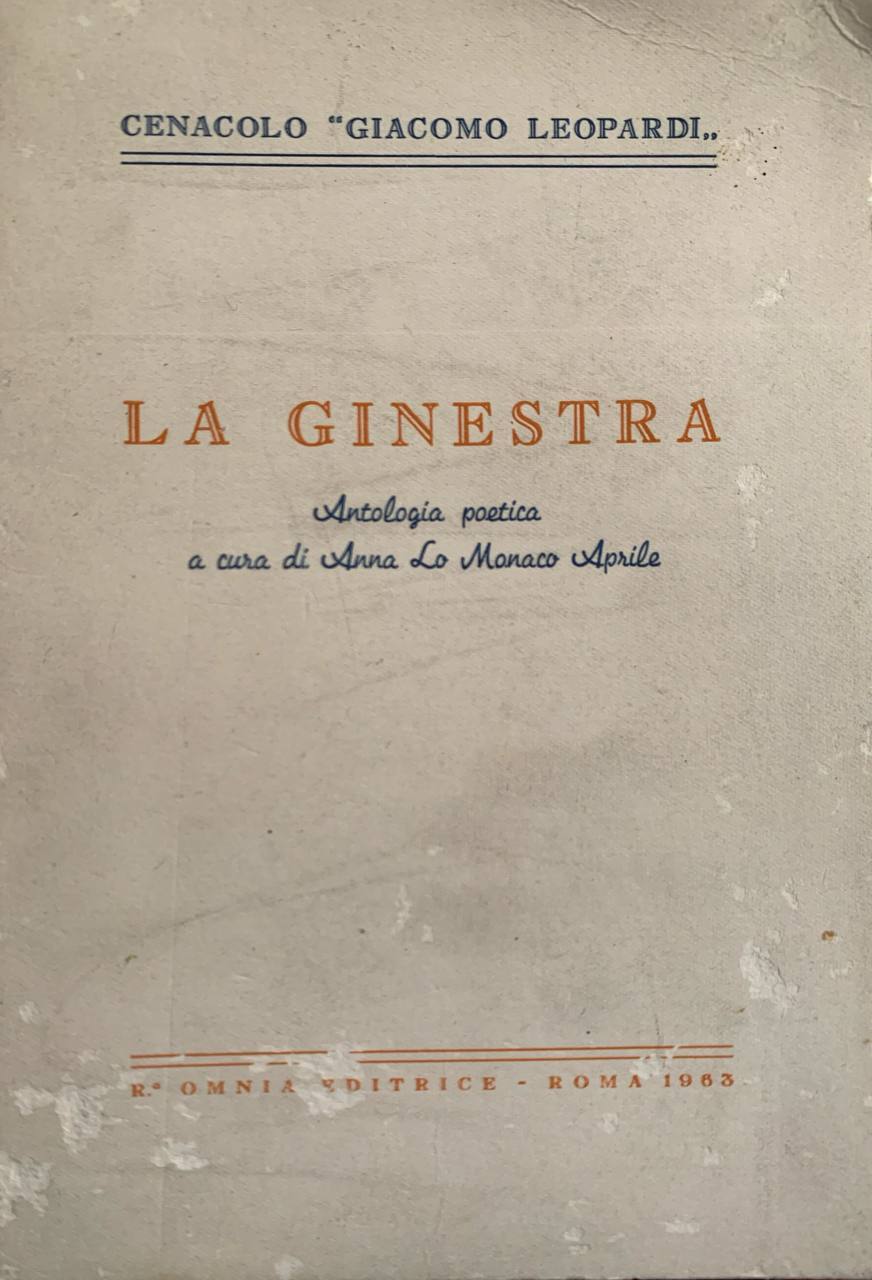 CENACOLO “GIACOMO LEOPARDI„
LA GINESTRA
Antologia poetica
a cura di Anna Lo Monaco Aprile
R.ª OMNIA EDITRICE - ROMA 1963